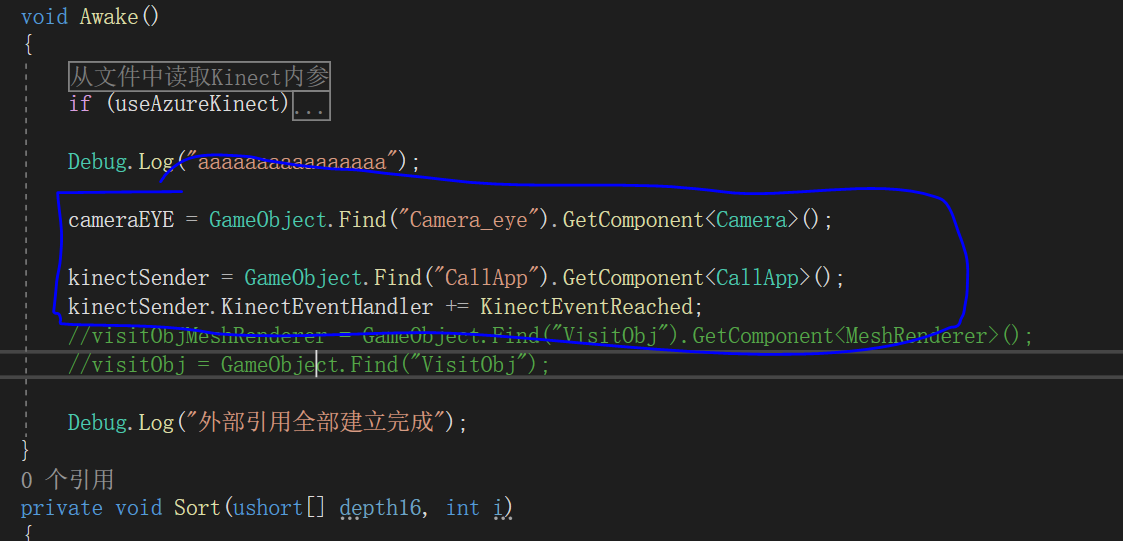 void Awake()
{
从文件中读取Kinect内参
if (useAzureKinect)...
Debug.Log("aaaaaaaaaaaaaaaa");
cameraEYE = GameObject.Find("Camera_eye").GetComponent<Camera>();
kinectSender = GameObject.Find("CallApp").GetComponent<CallApp>();
kinectSender.KinectEventHandler += KinectEventReached;
//visitObjMeshRenderer = GameObject.Find("VisitObj").GetComponent<MeshRenderer>();
//visitObj = GameObject.Find("VisitObj");
Debug.Log("外部引用全部建立完成");
}
0 个引用
private void Sort(ushort[] depth16, int i)
{